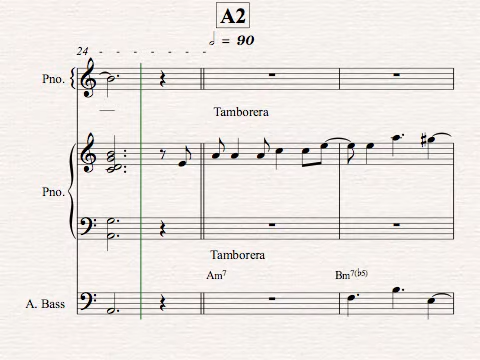 A2
24
= 90
Pno.
Tamborera
Pno.
Tamborera
Am7 Bm7(b5)
A. Bass